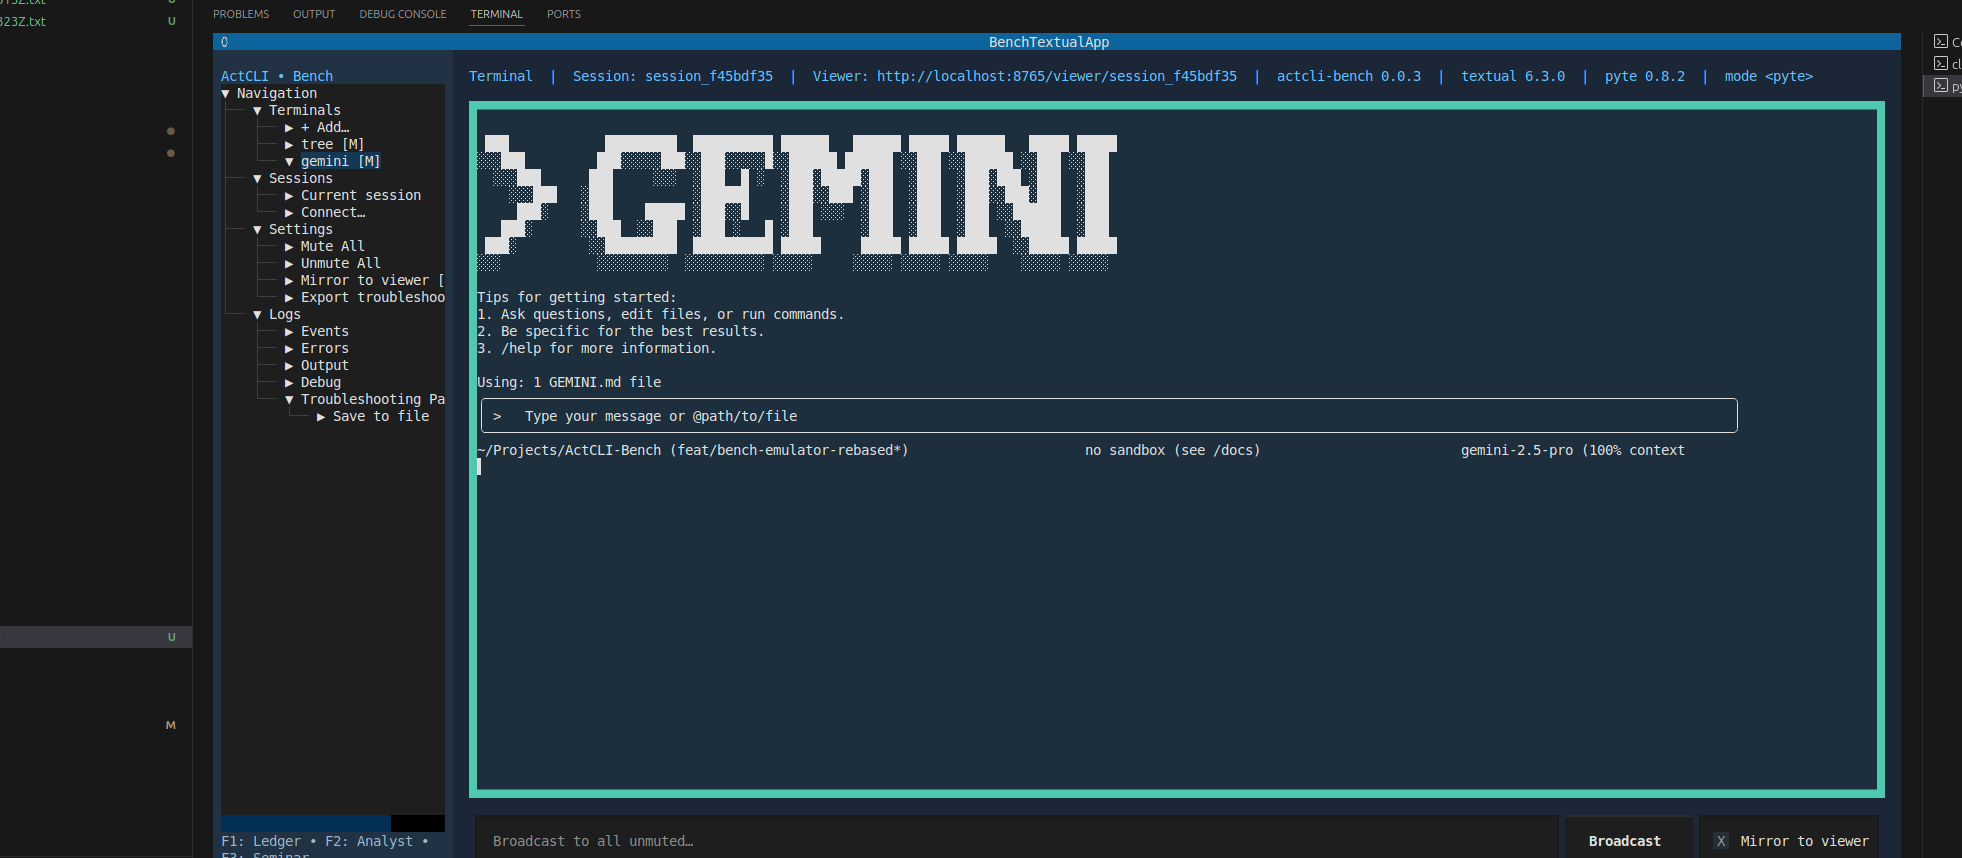 323Z.txt U
PROBLEMS OUTPUT DEBUG CONSOLE TERMINAL PORTS
BenchTextualApp
ActCLI • Bench
▼ Navigation
▼ Terminals
▶ + Add…
▶ tree [M]
▼ gemini [M]
▼ Sessions
▶ Current session
▶ Connect…
▼ Settings
▶ Mute All
▶ Unmute All
▶ Mirror to viewer [
▶ Export troubleshoo
▼ Logs
▶ Events
▶ Errors
▶ Output
▶ Debug
▼ Troubleshooting Pa
▶ Save to file
F1: Ledger • F2: Analyst •
F3: Seminar
Terminal | Session: session_f45bdf35 | Viewer: http://localhost:8765/viewer/session_f45bdf35 | actcli-bench 0.0.3 | textual 6.3.0 | pyte 0.8.2 | mode <pyte>
> GEMINI
Tips for getting started:
1. Ask questions, edit files, or run commands.
2. Be specific for the best results.
3. /help for more information.
Using: 1 GEMINI.md file
> Type your message or @path/to/file
~/Projects/ActCLI-Bench (feat/bench-emulator-rebased*) no sandbox (see /docs) gemini-2.5-pro (100% context
Broadcast to all unmuted…
Broadcast
X Mirror to viewer
U
M
cl
py